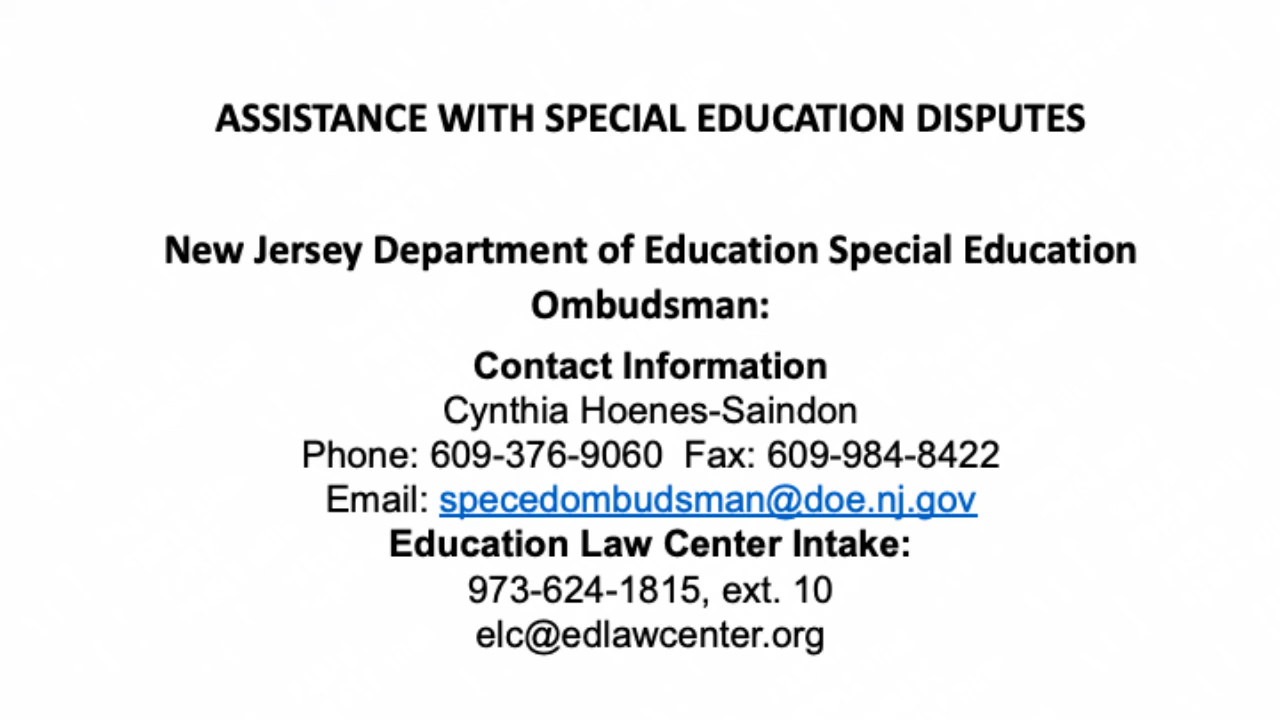 ASSISTANCE WITH SPECIAL EDUCATION DISPUTES
New Jersey Department of Education Special Education
Ombudsman:
Contact Information
Cynthia Hoenes-Saindon
Phone: 609-376-9060  Fax: 609-984-8422
Email: specedombudsman@doe.nj.gov
Education Law Center Intake:
973-624-1815, ext. 10
elc@edlawcenter.org